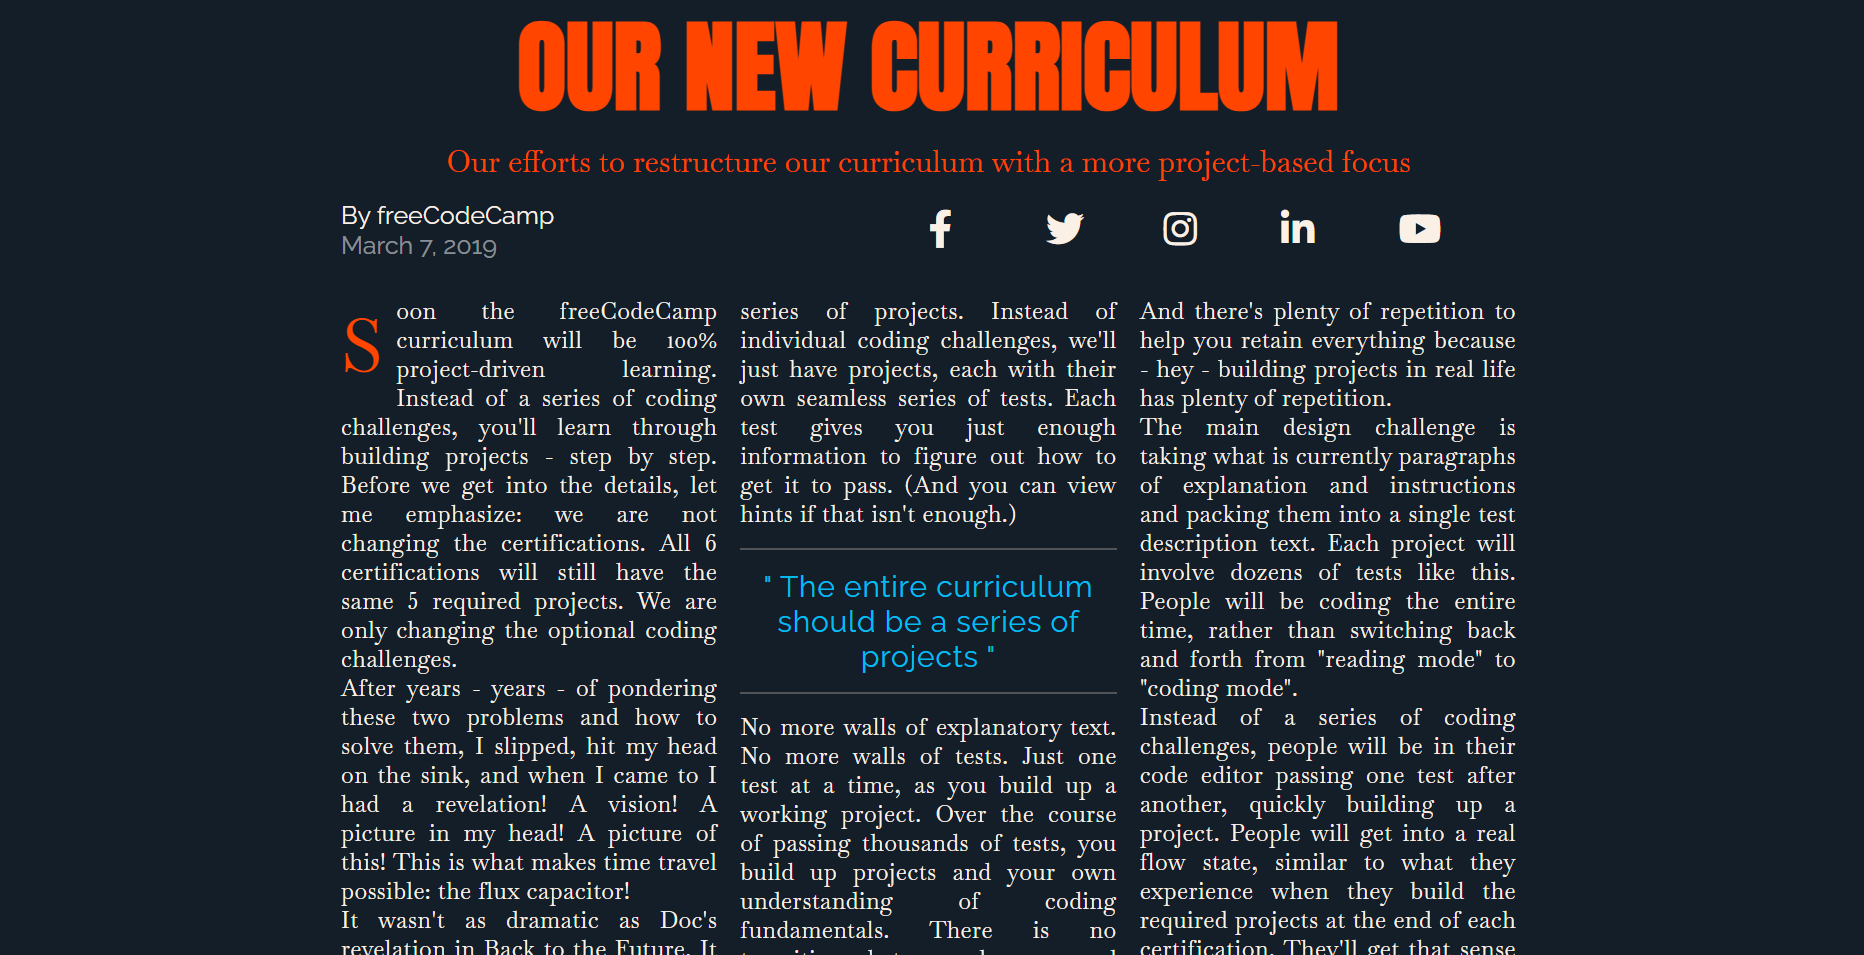 OUR NEW CURRICULUM
Our efforts to restructure our curriculum with a more project-based focus
By freeCodeCamp
March 7, 2019
Soon the freeCodeCamp
curriculum will be 100%
project-driven learning.
Instead of a series of coding
challenges, you'll learn through
building projects - step by step.
Before we get into the details, let
me emphasize: we are not
changing the certifications. All 6
certifications will still have the
same 5 required projects. We are
only changing the optional coding
challenges.
After years - years - of pondering
these two problems and how to
solve them, I slipped, hit my head
on the sink, and when I came to I
had a revelation! A vision! A
picture in my head! A picture of
this! This is what makes time travel
possible: the flux capacitor!
It wasn't as dramatic as Doc's
revelation in Back to the Future. It
series of projects. Instead of
individual coding challenges, we'll
just have projects, each with their
own seamless series of tests. Each
test gives you just enough
information to figure out how to
get it to pass. (And you can view
hints if that isn't enough.)
" The entire curriculum
should be a series of
projects "
No more walls of explanatory text.
No more walls of tests. Just one
test at a time, as you build up a
working project. Over the course
of passing thousands of tests, you
build up projects and your own
understanding of coding
fundamentals. There is no
And there's plenty of repetition to
help you retain everything because
- hey - building projects in real life
has plenty of repetition.
The main design challenge is
taking what is currently paragraphs
of explanation and instructions
and packing them into a single test
description text. Each project will
involve dozens of tests like this.
People will be coding the entire
time, rather than switching back
and forth from "reading mode" to
"coding mode".
Instead of a series of coding
challenges, people will be in their
code editor passing one test after
another, quickly building up a
project. People will get into a real
flow state, similar to what they
experience when they build the
required projects at the end of each
certification. They'll get that sense